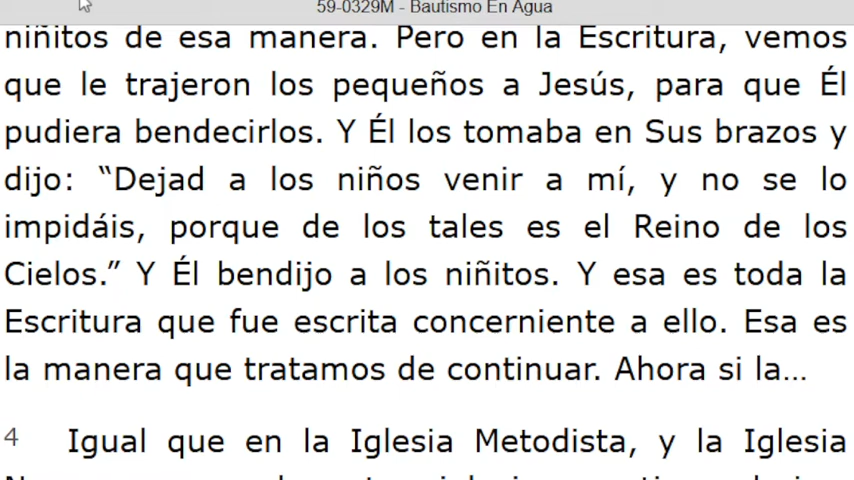 59-0329M - Bautismo En Agua
niñitos de esa manera. Pero en la Escritura, vemos
que le trajeron los pequeños a Jesús, para que Él
pudiera bendecirlos. Y Él los tomaba en Sus brazos y
dijo: “Dejad a los niños venir a mí, y no se lo
impidáis, porque de los tales es el Reino de los
Cielos.” Y Él bendijo a los niñitos. Y esa es toda la
Escritura que fue escrita concerniente a ello. Esa es
la manera que tratamos de continuar. Ahora si la...
4 Igual que en la Iglesia Metodista, y la Iglesia